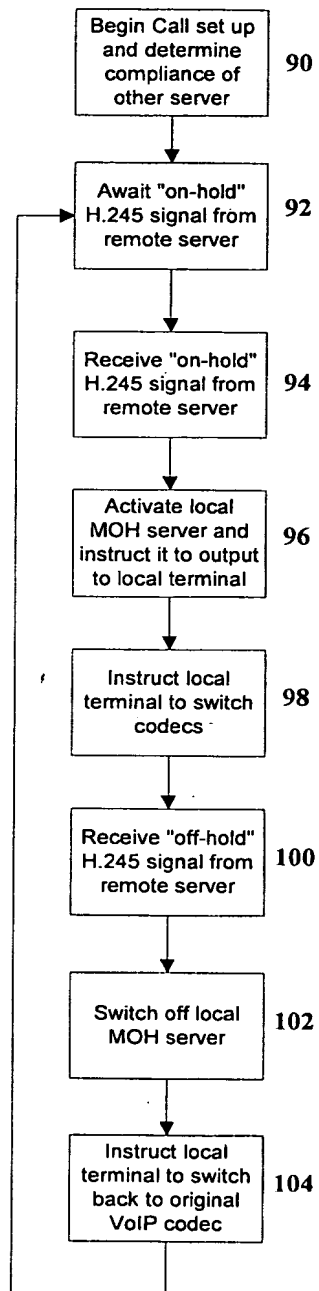 Begin Call set up
and determine
compliance of
other server
90
Await "on-hold"
H.245 signal from
remote server
92
Receive "on-hold"
H.245 signal from
remote server
94
Activate local
MOH server and
instruct it to output
to local terminal
96
Instruct local
terminal to switch
codecs
98
Receive "off-hold"
H.245 signal from
remote server
100
Switch off local
MOH server
102
Instruct local
terminal to switch
back to original
VoIP codec
104